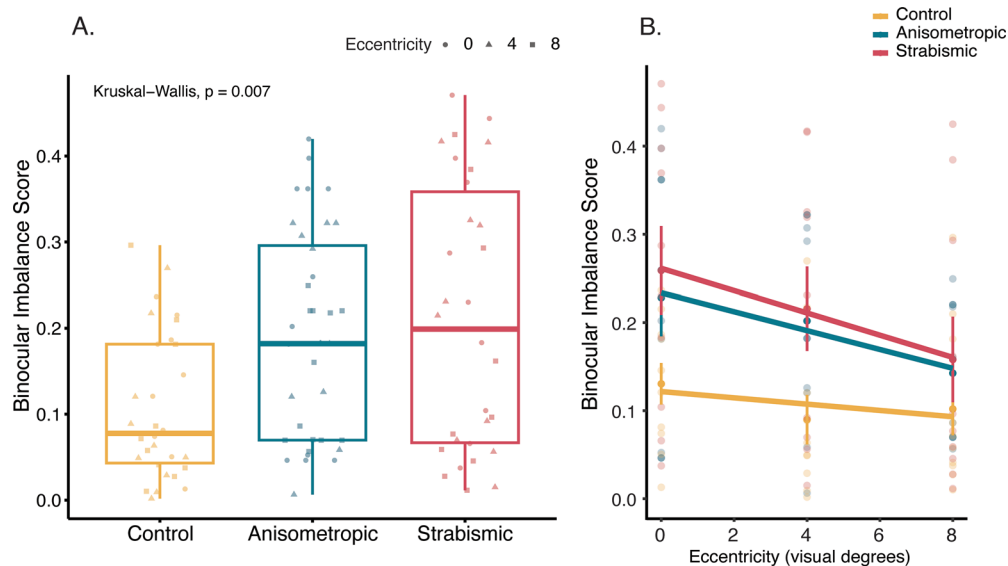 A.
Eccentricity 0 4 8
Kruskal−Wallis, p = 0.007
Binocular Imbalance Score
0.4
0.3
0.2
0.1
0.0
Control Anisometropic Strabismic
B.
Control
Anisometropic
Strabismic
Binocular Imbalance Score
0.4
0.3
0.2
0.1
0.0
0 2 4 6 8
Eccentricity (visual degrees)